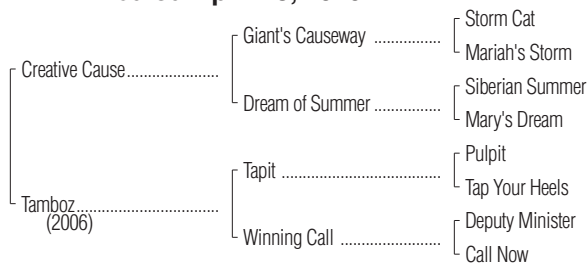 Storm Cat
Giant's Causeway ................
Mariah's Storm
Creative Cause.......................
Siberian Summer
Dream of Summer .................
Mary's Dream
Pulpit
Tapit ........................................
Tap Your Heels
Tamboz...................................
(2006)
Deputy Minister
Winning Call .........................
Call Now